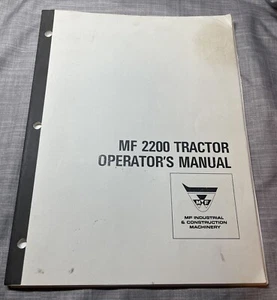 MF 2200 TRACTOR
OPERATOR'S MANUAL
MF INDUSTRIAL
& CONSTRUCTION
MACHINERY